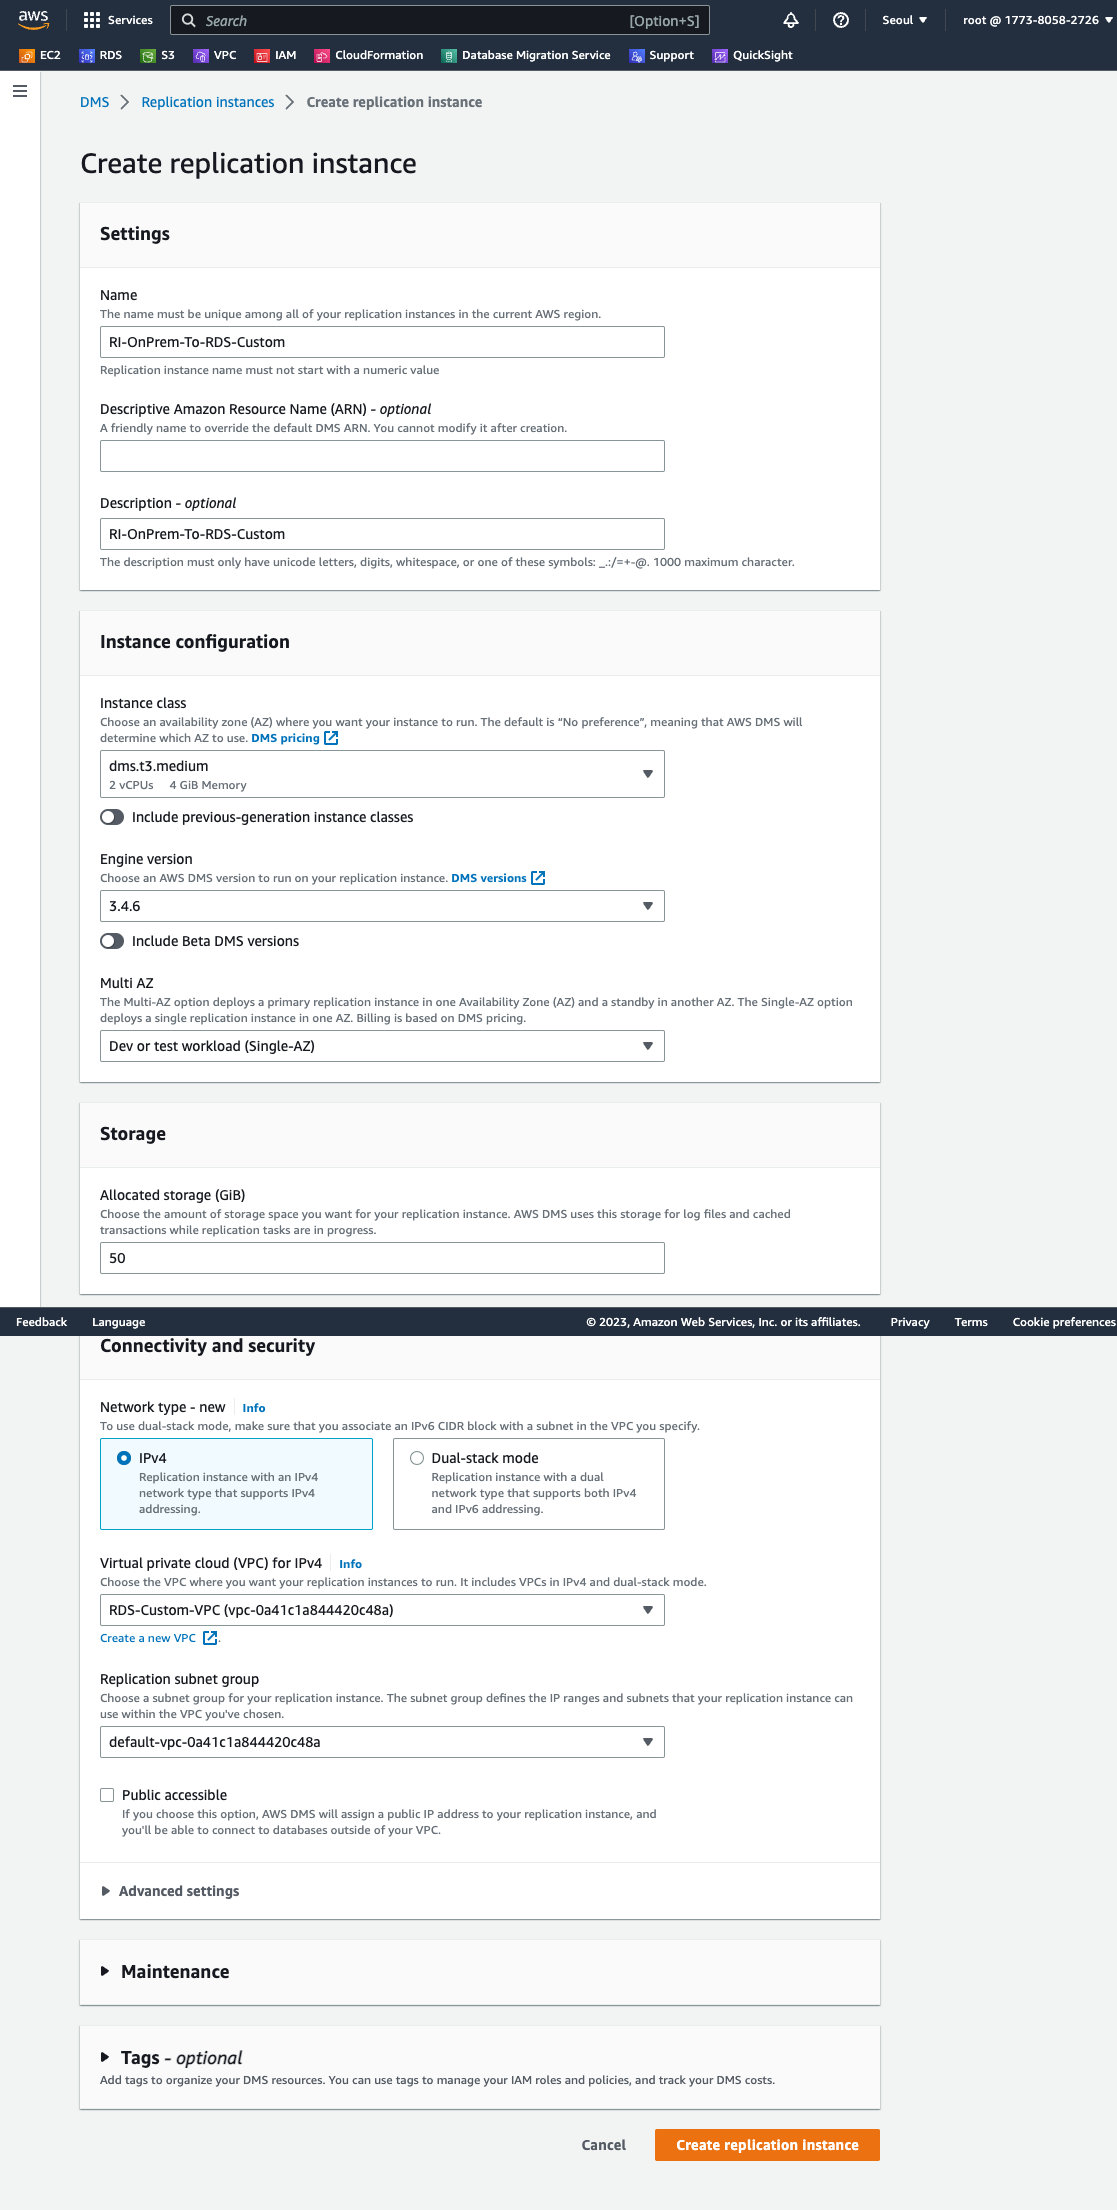 aws
Services
Search
[Option+S]
Seoul
root @ 1773-8058-2726
EC2
RDS
S3
VPC
IAM
CloudFormation
Database Migration Service
Support
QuickSight
DMS
Replication instances
Create replication instance
Create replication instance
Settings
Name
The name must be unique among all of your replication instances in the current AWS region.
RI-OnPrem-To-RDS-Custom
Replication instance name must not start with a numeric value
Descriptive Amazon Resource Name (ARN) - optional
A friendly name to override the default DMS ARN. You cannot modify it after creation.
Description - optional
RI-OnPrem-To-RDS-Custom
The description must only have unicode letters, digits, whitespace, or one of these symbols: _.:/=+-@. 1000 maximum character.
Instance configuration
Instance class
Choose an availability zone (AZ) where you want your instance to run. The default is “No preference”, meaning that AWS DMS will
determine which AZ to use. DMS pricing
dms.t3.medium
2 vCPUs 4 GiB Memory
Include previous-generation instance classes
Engine version
Choose an AWS DMS version to run on your replication instance. DMS versions
3.4.6
Include Beta DMS versions
Multi AZ
The Multi-AZ option deploys a primary replication instance in one Availability Zone (AZ) and a standby in another AZ. The Single-AZ option
deploys a single replication instance in one AZ. Billing is based on DMS pricing.
Dev or test workload (Single-AZ)
Storage
Allocated storage (GiB)
Choose the amount of storage space you want for your replication instance. AWS DMS uses this storage for log files and cached
transactions while replication tasks are in progress.
50
Feedback
Language
© 2023, Amazon Web Services, Inc. or its affiliates.
Privacy
Terms
Cookie preferences
Connectivity and security
Network type - new Info
To use dual-stack mode, make sure that you associate an IPv6 CIDR block with a subnet in the VPC you specify.
IPv4
Replication instance with an IPv4
network type that supports IPv4
addressing.
Dual-stack mode
Replication instance with a dual
network type that supports both IPv4
and IPv6 addressing.
Virtual private cloud (VPC) for IPv4 Info
Choose the VPC where you want your replication instances to run. It includes VPCs in IPv4 and dual-stack mode.
RDS-Custom-VPC (vpc-0a41c1a844420c48a)
Create a new VPC .
Replication subnet group
Choose a subnet group for your replication instance. The subnet group defines the IP ranges and subnets that your replication instance can
use within the VPC you've chosen.
default-vpc-0a41c1a844420c48a
Public accessible
If you choose this option, AWS DMS will assign a public IP address to your replication instance, and
you'll be able to connect to databases outside of your VPC.
Advanced settings
Maintenance
Tags - optional
Add tags to organize your DMS resources. You can use tags to manage your IAM roles and policies, and track your DMS costs.
Cancel
Create replication instance